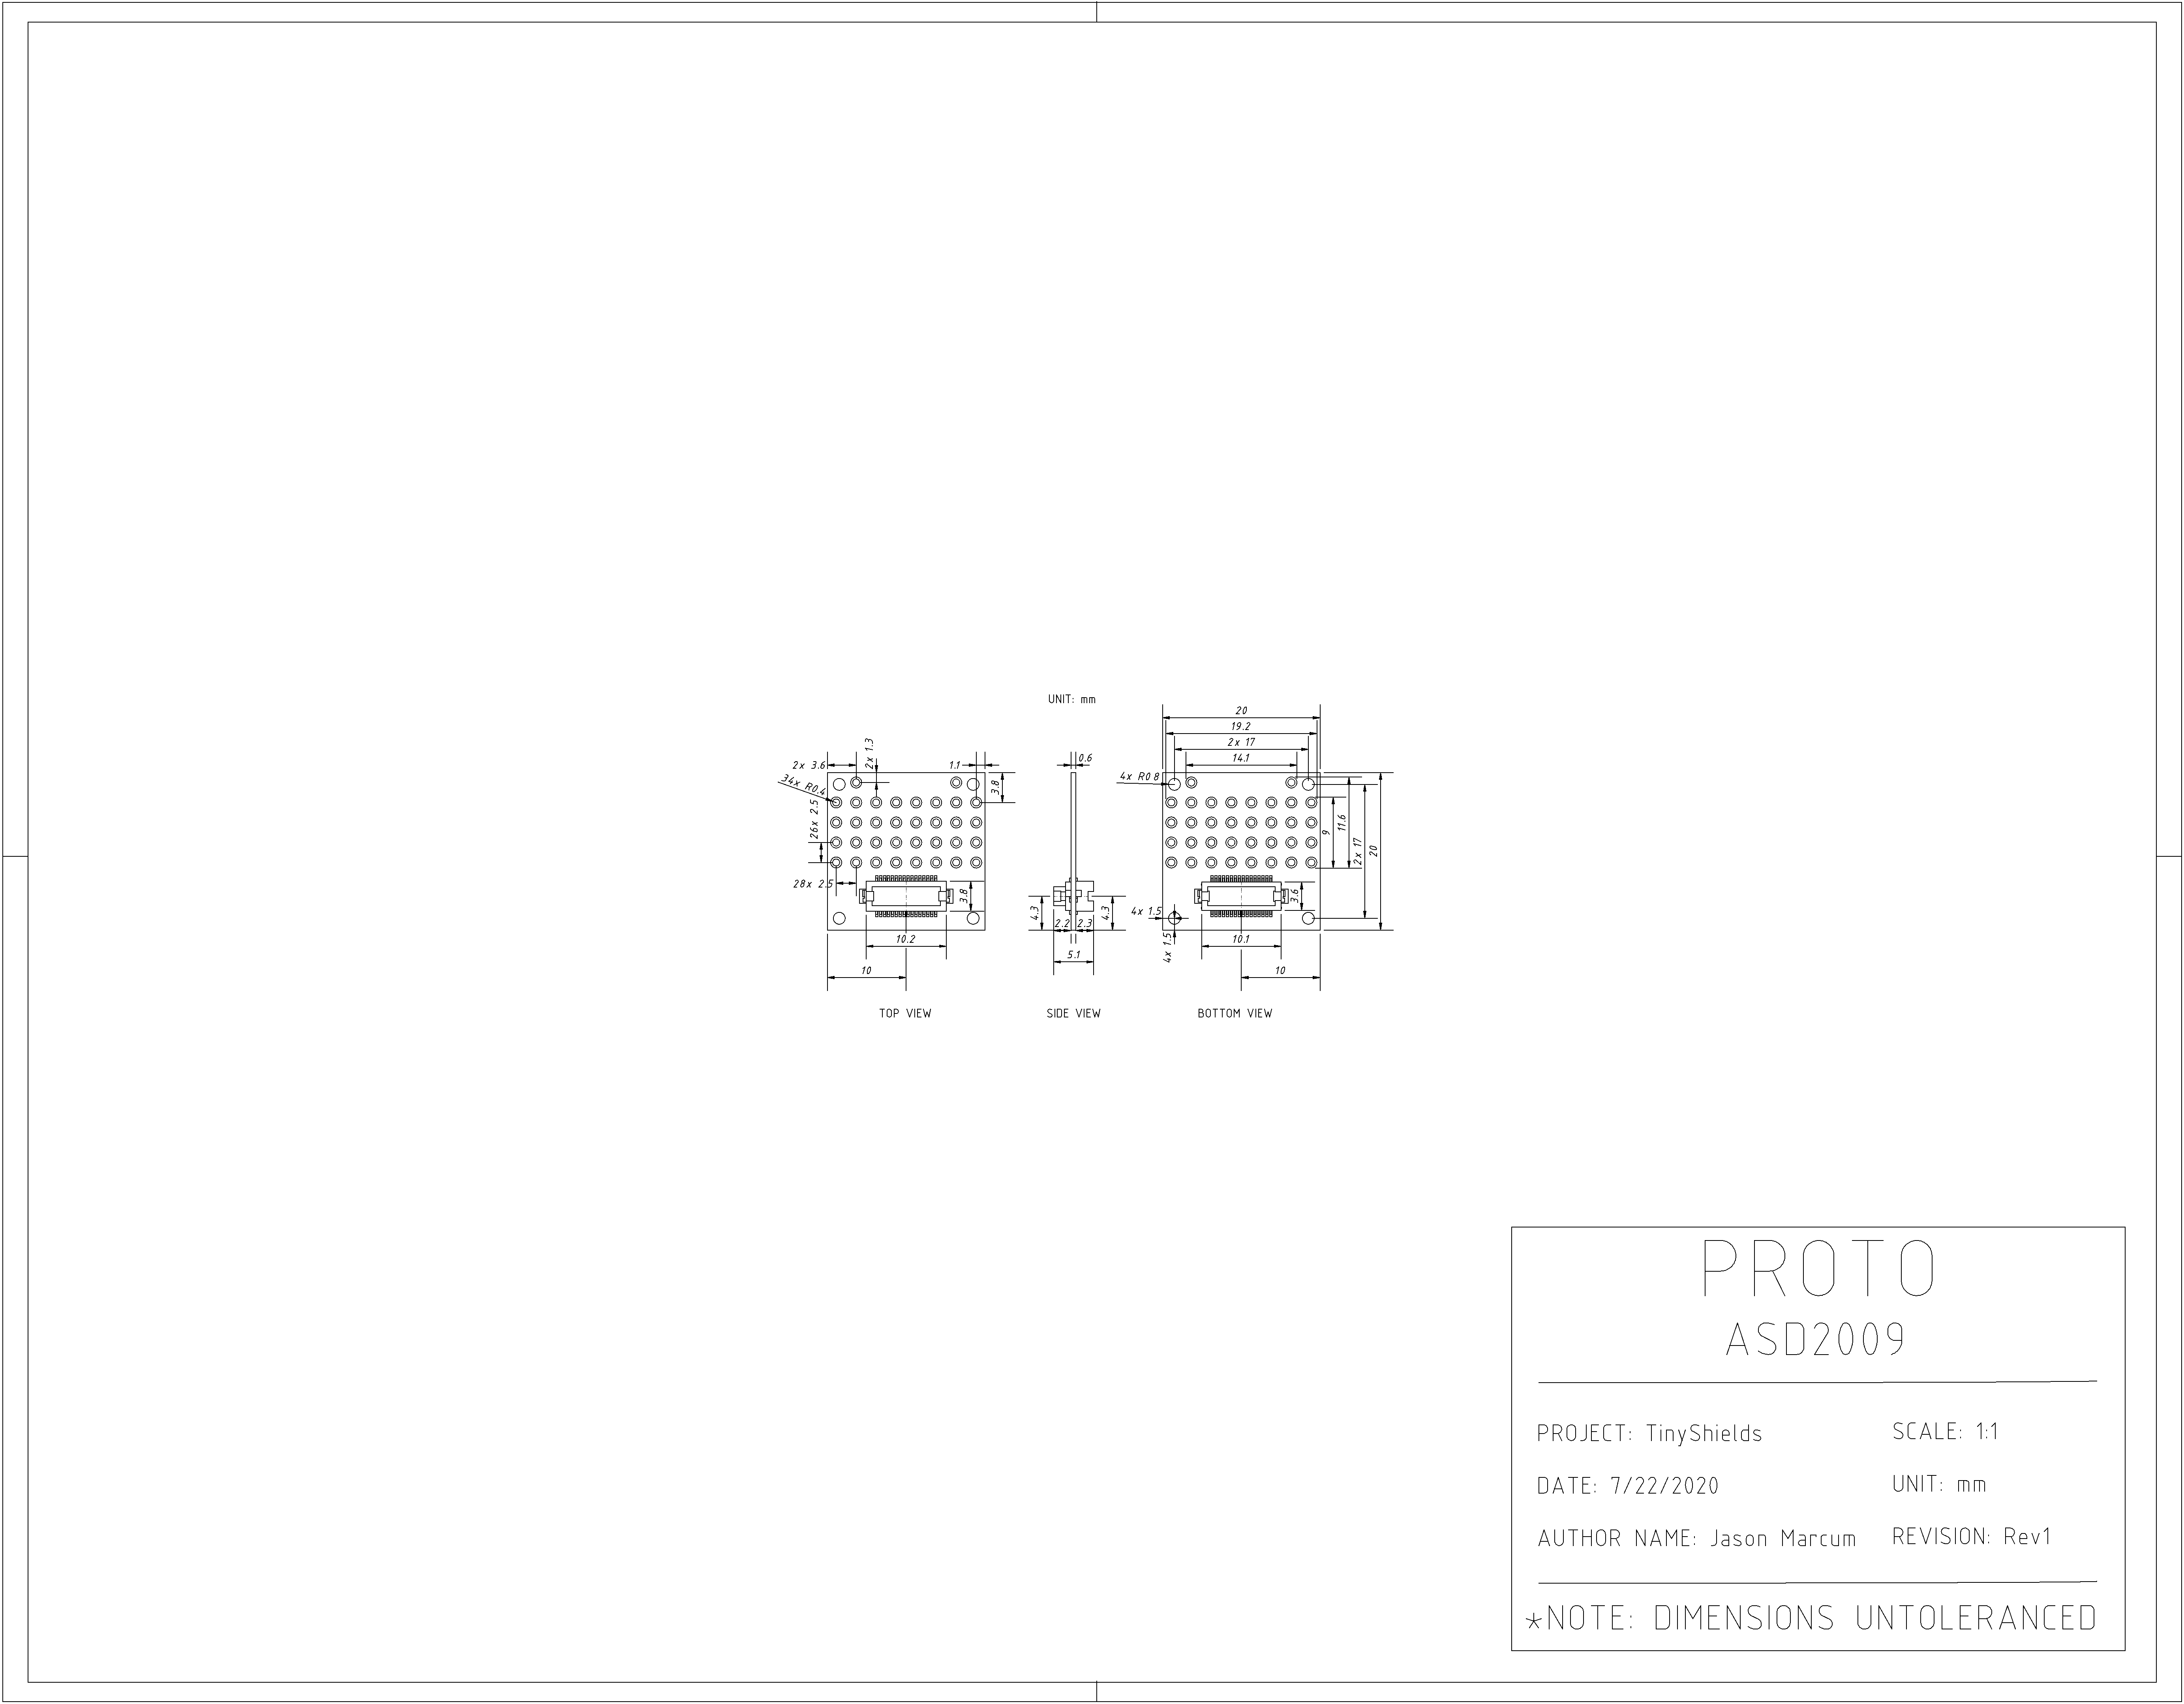 UNIT: mm
2x 3.6
2x 1.3
1.1
3.8
34x R0.4
26x 2.5
28x 2.5
3.8
10.2
10
TOP VIEW
0.6
4.3
4.3
2.2
2.3
5.1
SIDE VIEW
20
19.2
2x 17
14.1
4x R0 8
9
11.6
2x 17
20
3.6
4x 1.5
4x 1.5
10.1
10
BOTTOM VIEW
PROTO
ASD2009
PROJECT: TinyShields
SCALE: 1:1
DATE: 7/22/2020
UNIT: mm
AUTHOR NAME: Jason Marcum
REVISION: Rev1
*NOTE: DIMENSIONS UNTOLERANCED